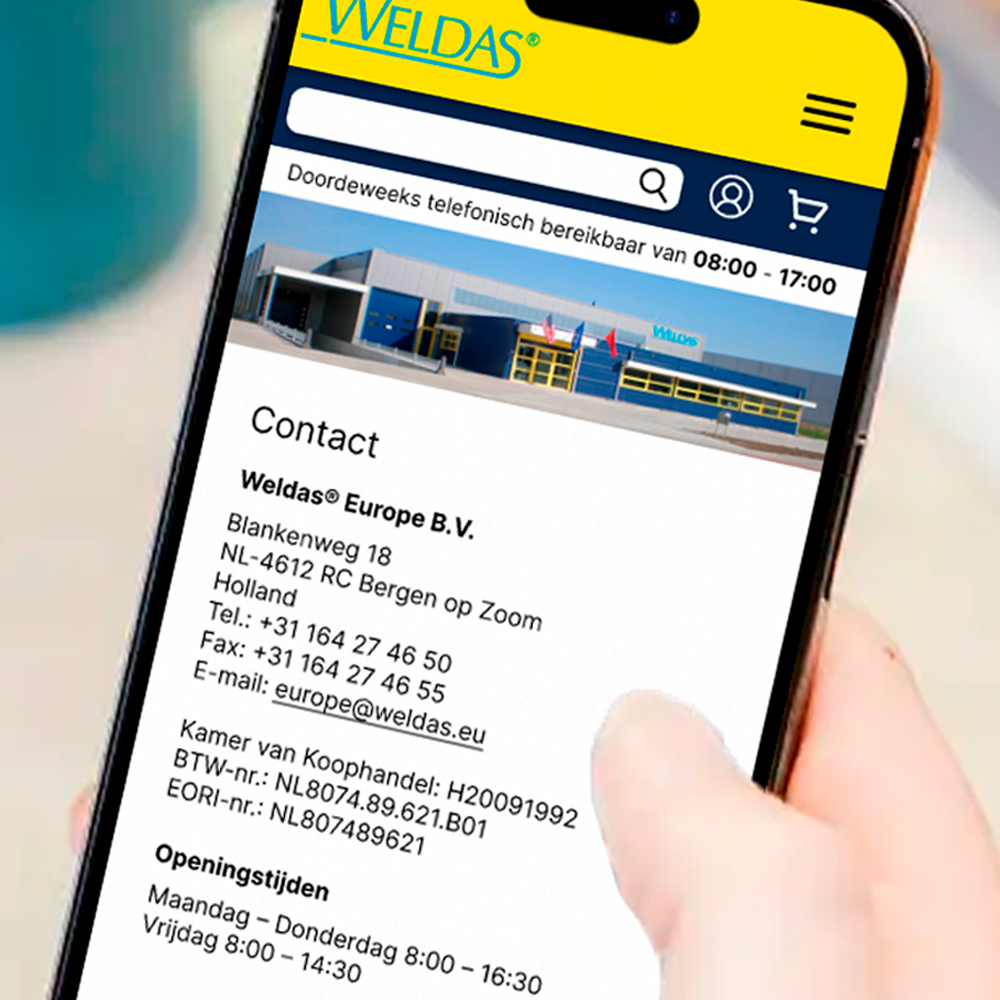 WELDAS®
Doordeweeks telefonisch bereikbaar van 08:00 - 17:00
WELDAS
Contact
Weldas® Europe B.V.
Blankenweg 18
NL-4612 RC Bergen op Zoom
Holland
Tel.: +31 164 27 46 50
Fax: +31 164 27 46 55
E-mail: europe@weldas.eu
Kamer van Koophandel: H20091992
BTW-nr.: NL8074.89.621.B01
EORI-nr.: NL807489621
Openingstijden
Maandag – Donderdag 8:00 – 16:30
Vrijdag 8:00 – 14:30